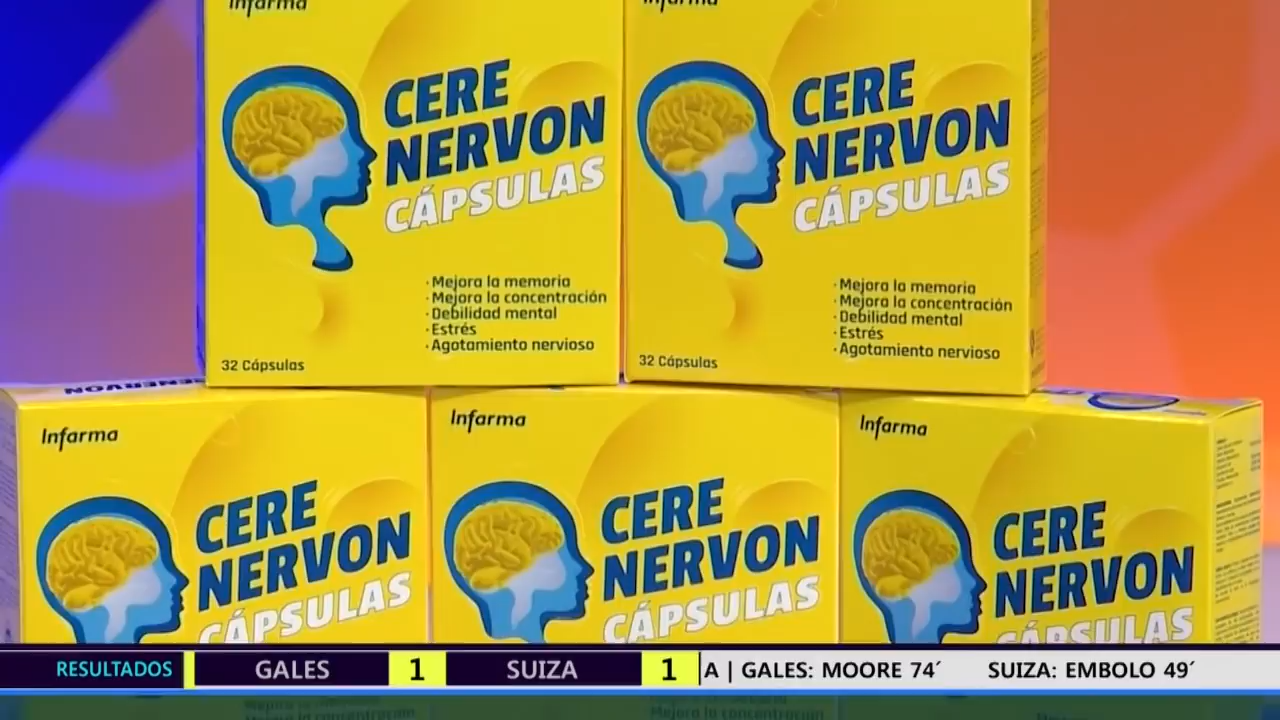 Infarma
CERE
NERVON
CÁPSULAS
· Mejora la memoria
· Mejora la concentración
· Debilidad mental
· Estrés
· Agotamiento nervioso
32 Cápsulas
Infarma
CERE
NERVON
CÁPSULAS
· Mejora la memoria
· Mejora la concentración
· Debilidad mental
· Estrés
· Agotamiento nervioso
32 Cápsulas
Infarma
CERE
NERVON
CÁPSULAS
Infarma
CERE
NERVON
CÁPSULAS
Infarma
CERE
NERVON
CÁPSULAS
RESULTADOS GALES 1 SUIZA 1 A | GALES: MOORE 74´ SUIZA: EMBOLO 49´